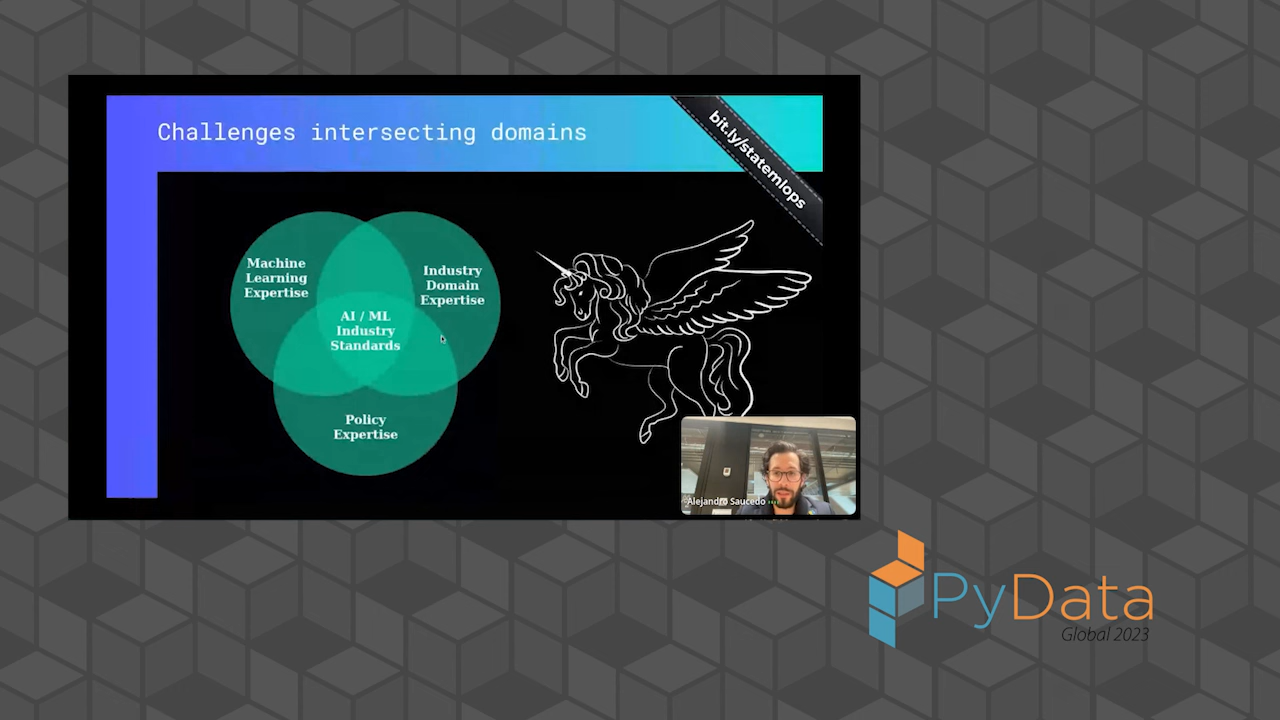 Challenges intersecting domains
bit.ly/statemlops
Machine
Learning
Expertise
Industry
Domain
Expertise
AI / ML
Industry
Standards
Policy
Expertise
Alejandro Saucedo
PyData
Global 2023